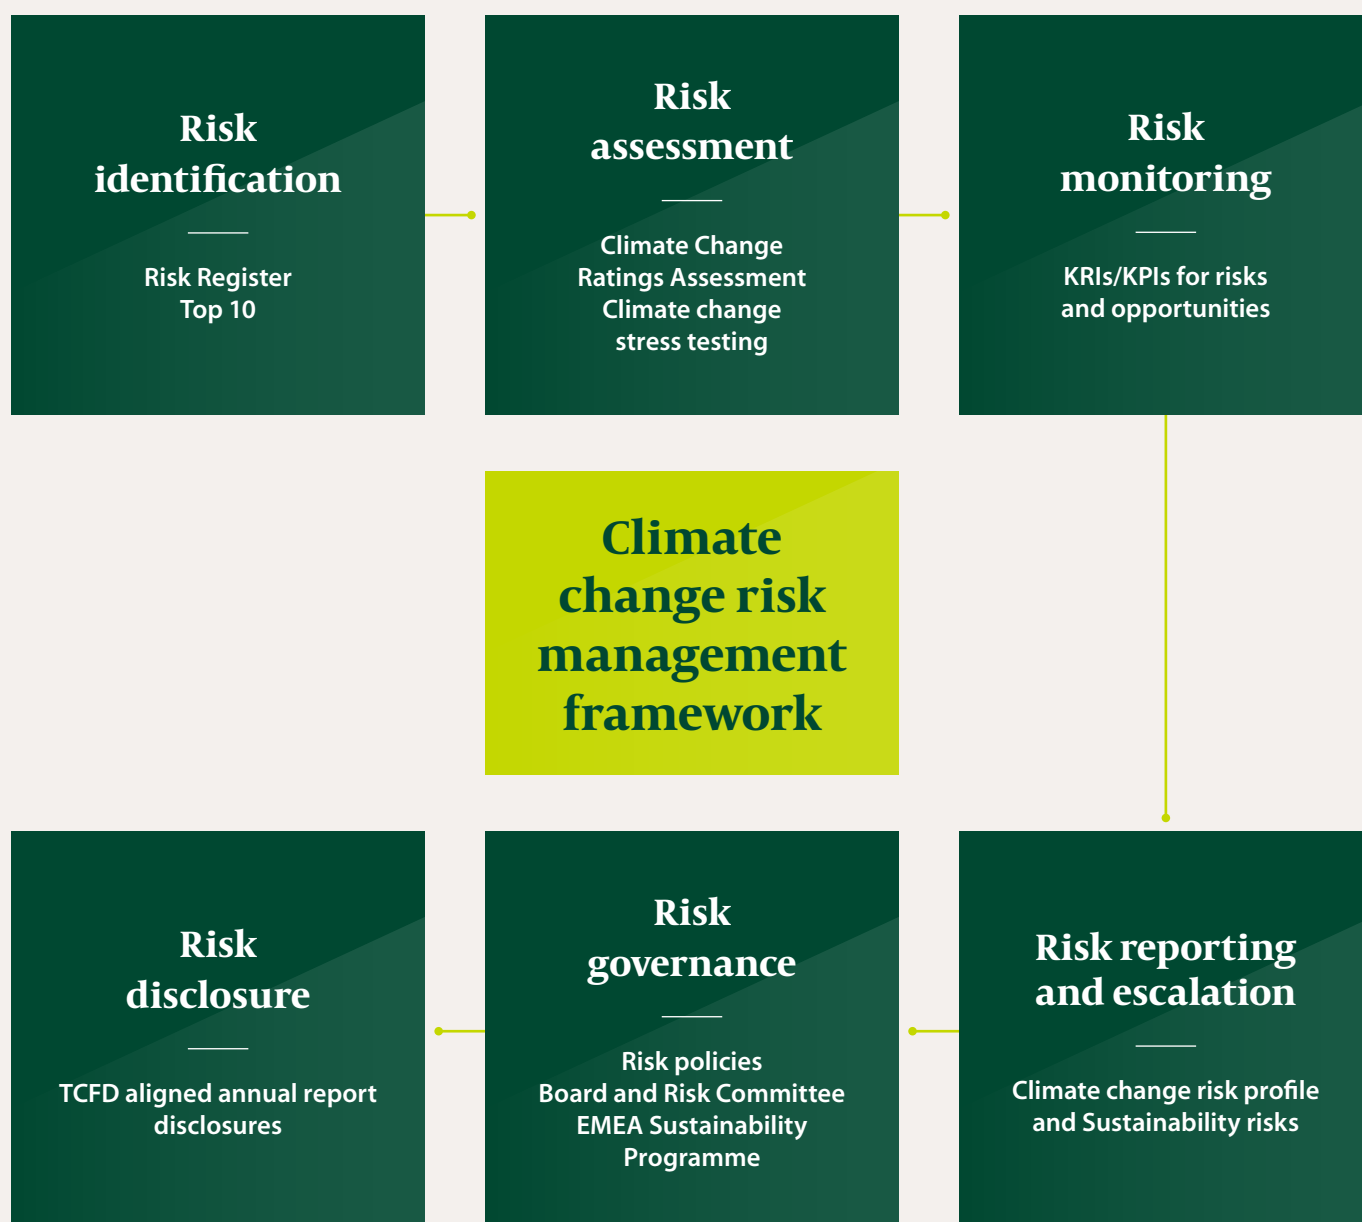 Risk
identification
Risk Register
Top 10
Risk
assessment
Climate Change
Ratings Assessment
Climate change
stress testing
Risk
monitoring
KRIs/KPIs for risks
and opportunities
Climate
change risk
management
framework
Risk
disclosure
TCFD aligned annual report
disclosures
Risk
governance
Risk policies
Board and Risk Committee
EMEA Sustainability
Programme
Risk reporting
and escalation
Climate change risk profile
and Sustainability risks